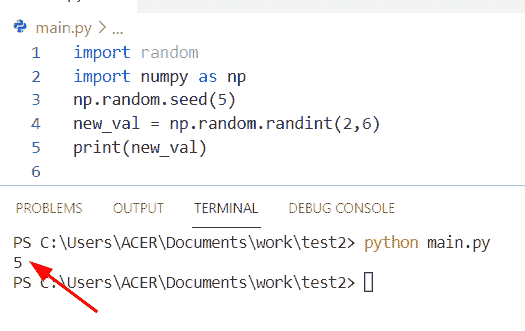 main.py > ...
1 import random
2 import numpy as np
3 np.random.seed(5)
4 new_val = np.random.randint(2,6)
5 print(new_val)
6
PROBLEMS OUTPUT TERMINAL DEBUG CONSOLE
PS C:\Users\ACER\Documents\work\test2> python main.py
5
PS C:\Users\ACER\Documents\work\test2>